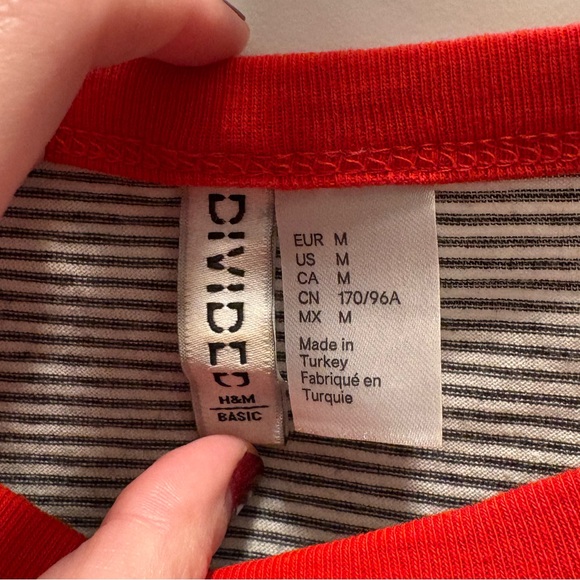 DIVIDED
H&M
BASIC
EUR M
US M
CA M
CN 170/96A
MX M
Made in
Turkey
Fabriqué en
Turquie